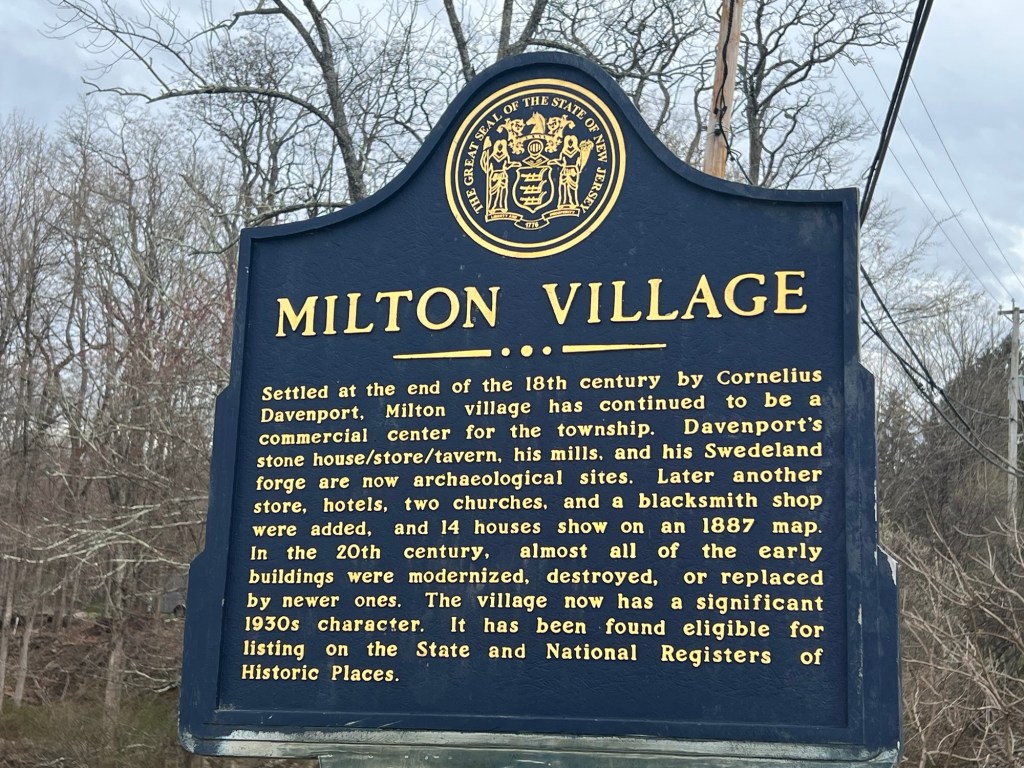 THE GREAT SEAL OF THE STATE OF NEW JERSEY
LIBERTY AND PROSPERITY
1776
MILTON VILLAGE
Settled at the end of the 18th century by Cornelius
Davenport, Milton village has continued to be a
commercial center for the township. Davenport's
stone house/store/tavern, his mills, and his Swedeland
forge are now archaeological sites. Later another
store, hotels, two churches, and a blacksmith shop
were added, and 14 houses show on an 1887 map.
In the 20th century, almost all of the early
buildings were modernized, destroyed, or replaced
by newer ones. The village now has a significant
1930s character. It has been found eligible for
listing on the State and National Registers of
Historic Places.